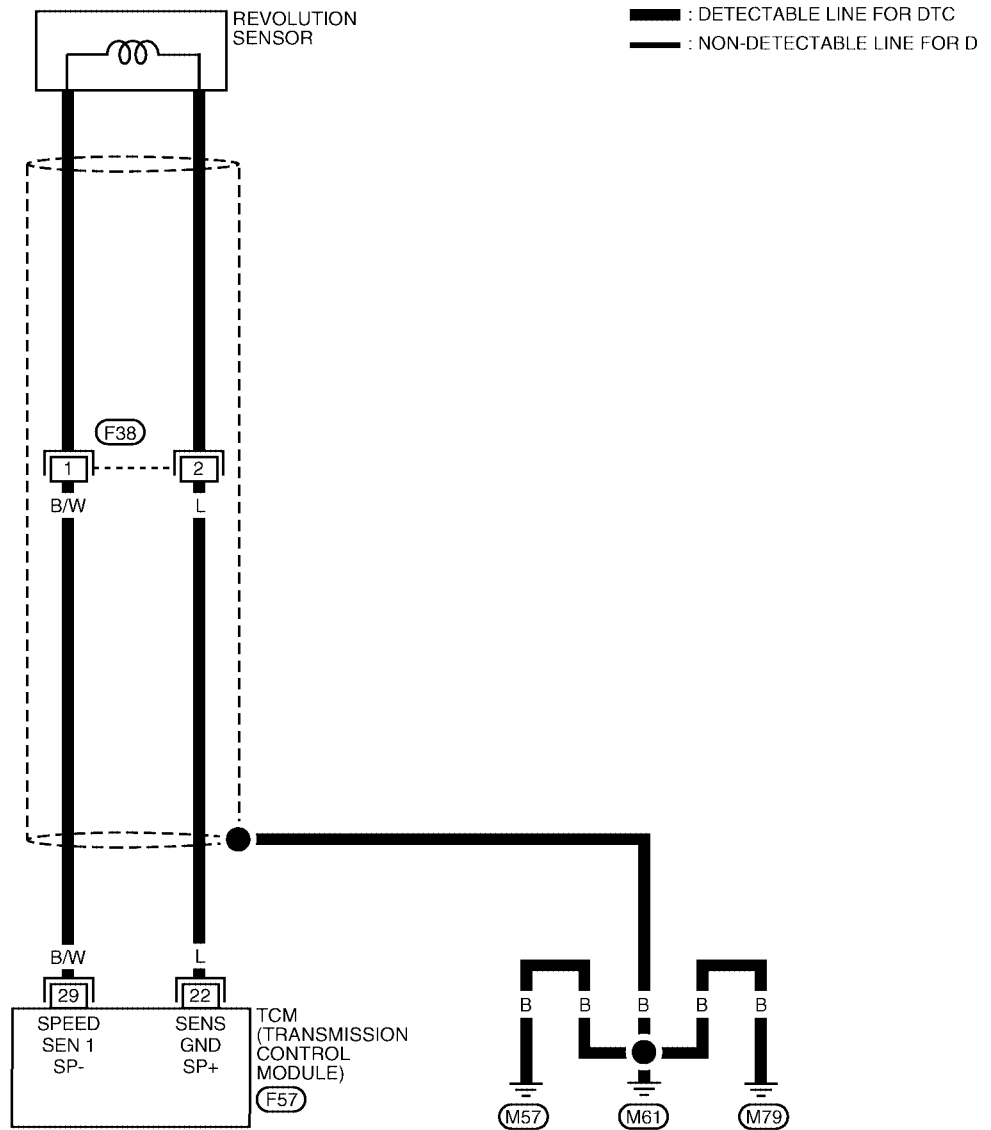 REVOLUTION
SENSOR
: DETECTABLE LINE FOR DTC
: NON-DETECTABLE LINE FOR D
F38
1
2
B/W
L
B/W
L
29
22
SPEED
SEN 1
SP-
SENS
GND
SP+
TCM
(TRANSMISSION
CONTROL
MODULE)
F57
B
B
B
B
B
M57
M61
M79